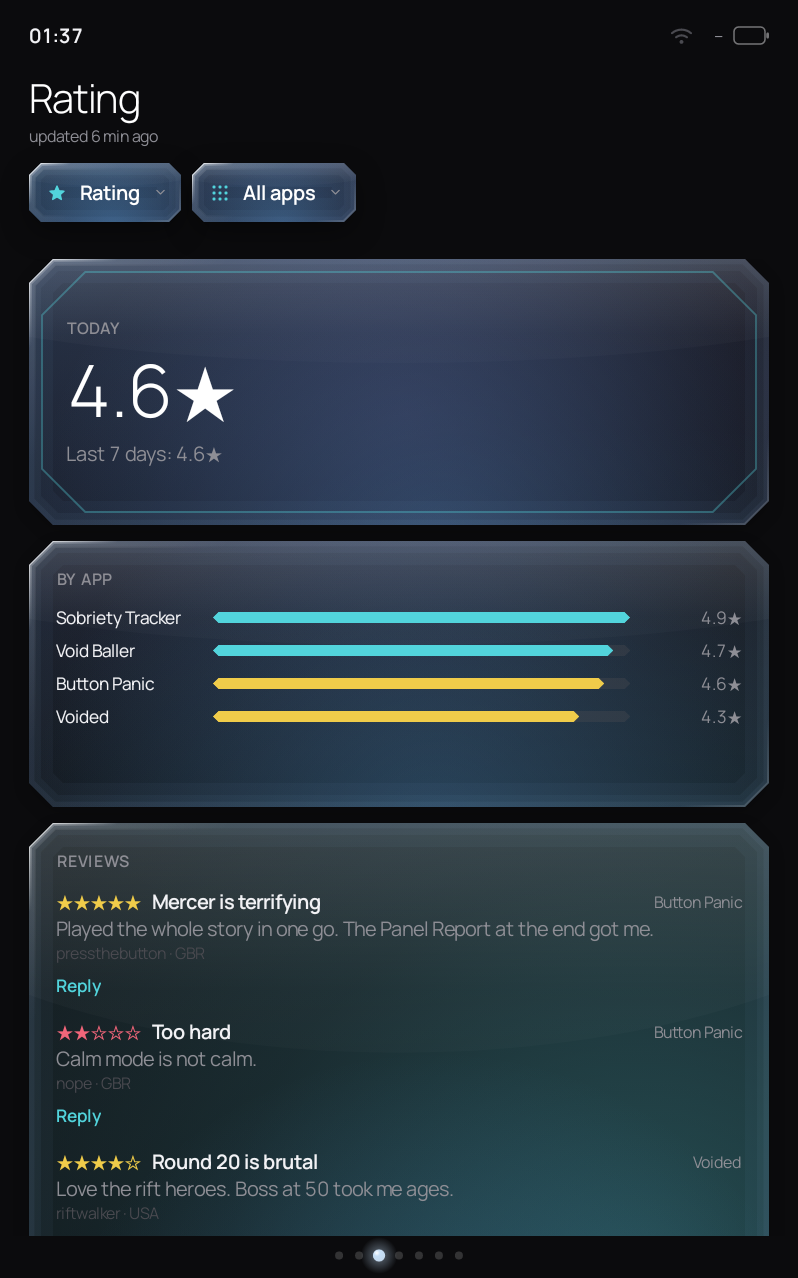 01:37
–
Rating
updated 6 min ago
Rating
All apps
TODAY
4.6★
Last 7 days: 4.6★
BY APP
Sobriety Tracker 4.9★
Void Baller 4.7★
Button Panic 4.6★
Voided 4.3★
REVIEWS
★★★★★ Mercer is terrifying Button Panic
Played the whole story in one go. The Panel Report at the end got me.
pressthebutton · GBR
Reply
★★☆☆☆ Too hard Button Panic
Calm mode is not calm.
nope · GBR
Reply
★★★★☆ Round 20 is brutal Voided
Love the rift heroes. Boss at 50 took me ages.
riftwalker · USA